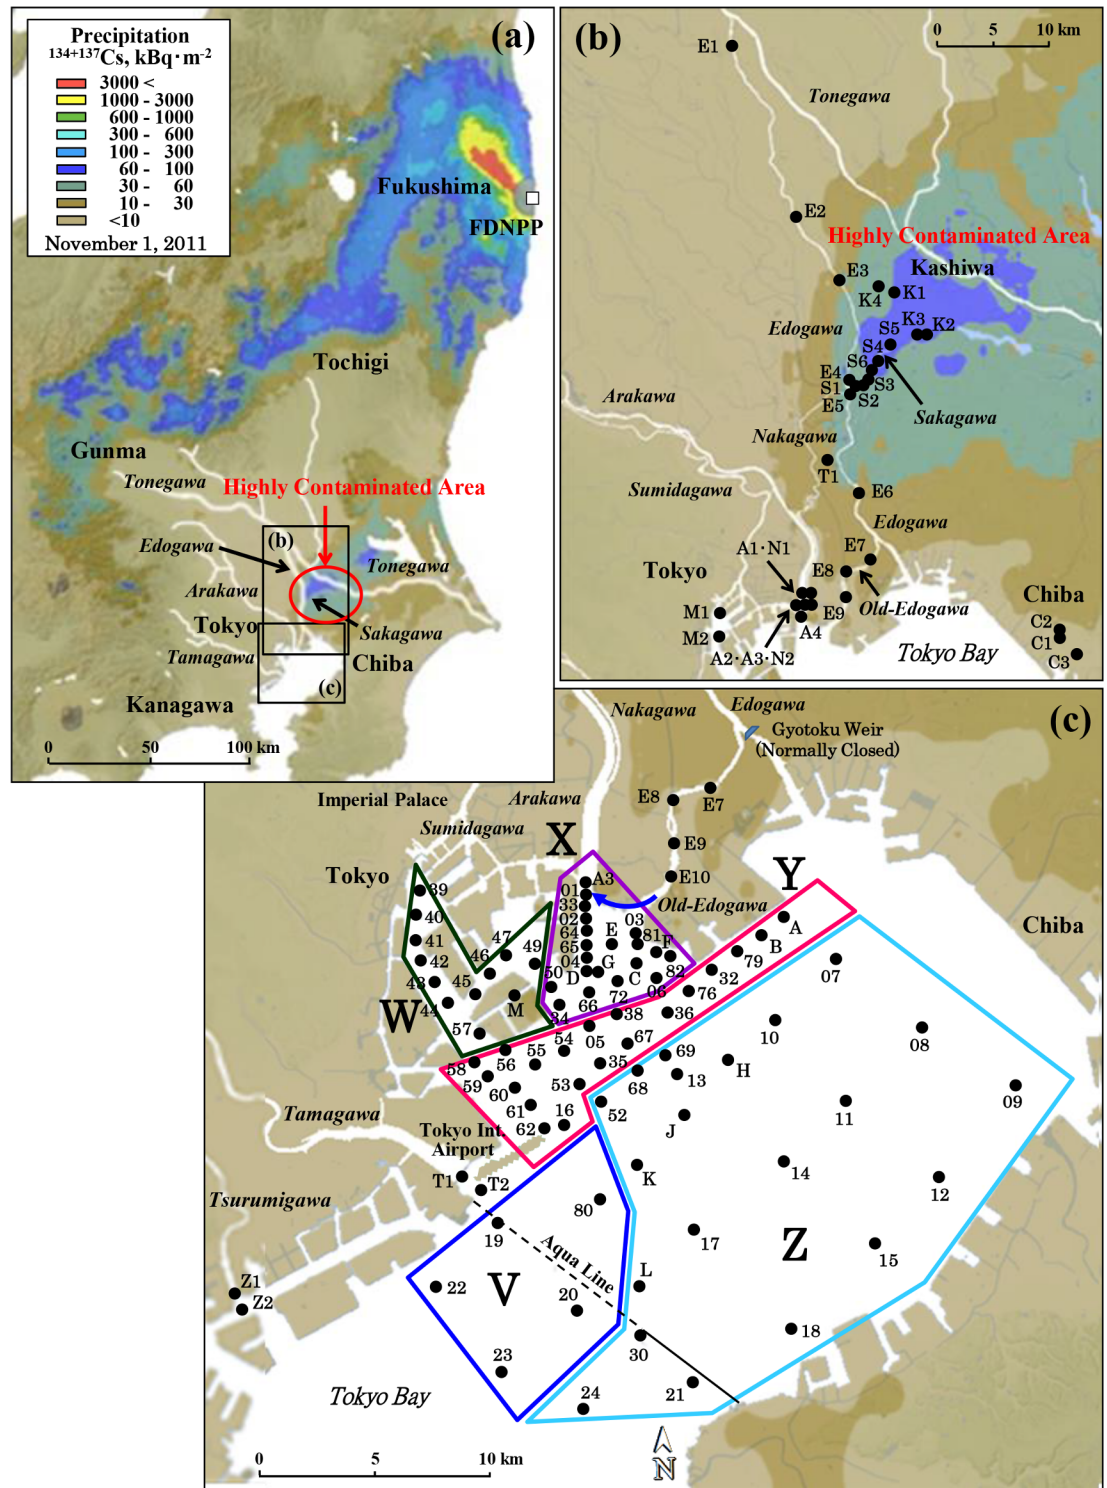 (a)
Precipitation
134+137Cs, kBq·m-2
3000 <
1000 - 3000
600 - 1000
300 - 600
100 - 300
60 - 100
30 - 60
10 - 30
<10
November 1, 2011
Fukushima
FDNPP
Tochigi
Gunma
Tonegawa
Highly Contaminated Area
(b)
Edogawa
Tonegawa
Arakawa
Tokyo
Sakagawa
Tamagawa
Chiba
(c)
Kanagawa
0 50 100 km
(b)
0 10 km
E1
Tonegawa
E2
Highly Contaminated Area
Kashiwa
E3
K4
K1
Edogawa
K3
K2
S5
S4
S6
E4
S3
S1
S2
E5
Sakagawa
Arakawa
Nakagawa
T1
Sumidagawa
E6
Edogawa
A1·N1
E7
Tokyo
E8
Old-Edogawa
Chiba
M1
E9
A4
C2
M2
C1
A2·A3·N2
Tokyo Bay
C3
(c)
Nakagawa
Edogawa
Gyotoku Weir
(Normally Closed)
Imperial Palace
Arakawa
E8
E7
Sumidagawa
X
E9
Tokyo
A3
E10
Y
39
01
33
Old-Edogawa
40
02
03
A
Chiba
41
47
49
64
E
81
B
42
46
65
F
79
07
43
45
50
04
G
82
32
44
M
D
C
W
34
66
72
06
76
10
57
38
36
08
54
05
67
58
56
55
35
69
H
59
53
68
13
09
60
11
61
16
52
62
J
Tamagawa
Tokyo Int.
Airport
T1
T2
K
14
12
Tsurumigawa
80
19
17
Z
15
Aqua Line
Z1
22
V
L
Z2
20
18
30
23
21
24
Tokyo Bay
N
0 5 10 km